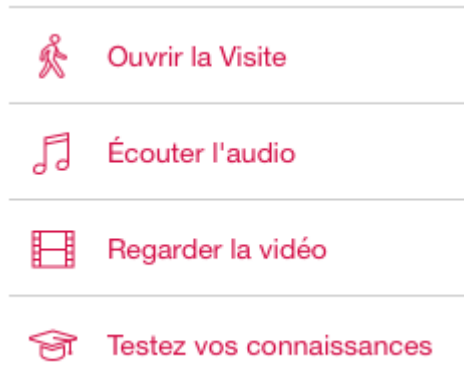 Ouvrir la Visite
Écouter l'audio
Regarder la vidéo
Testez vos connaissances